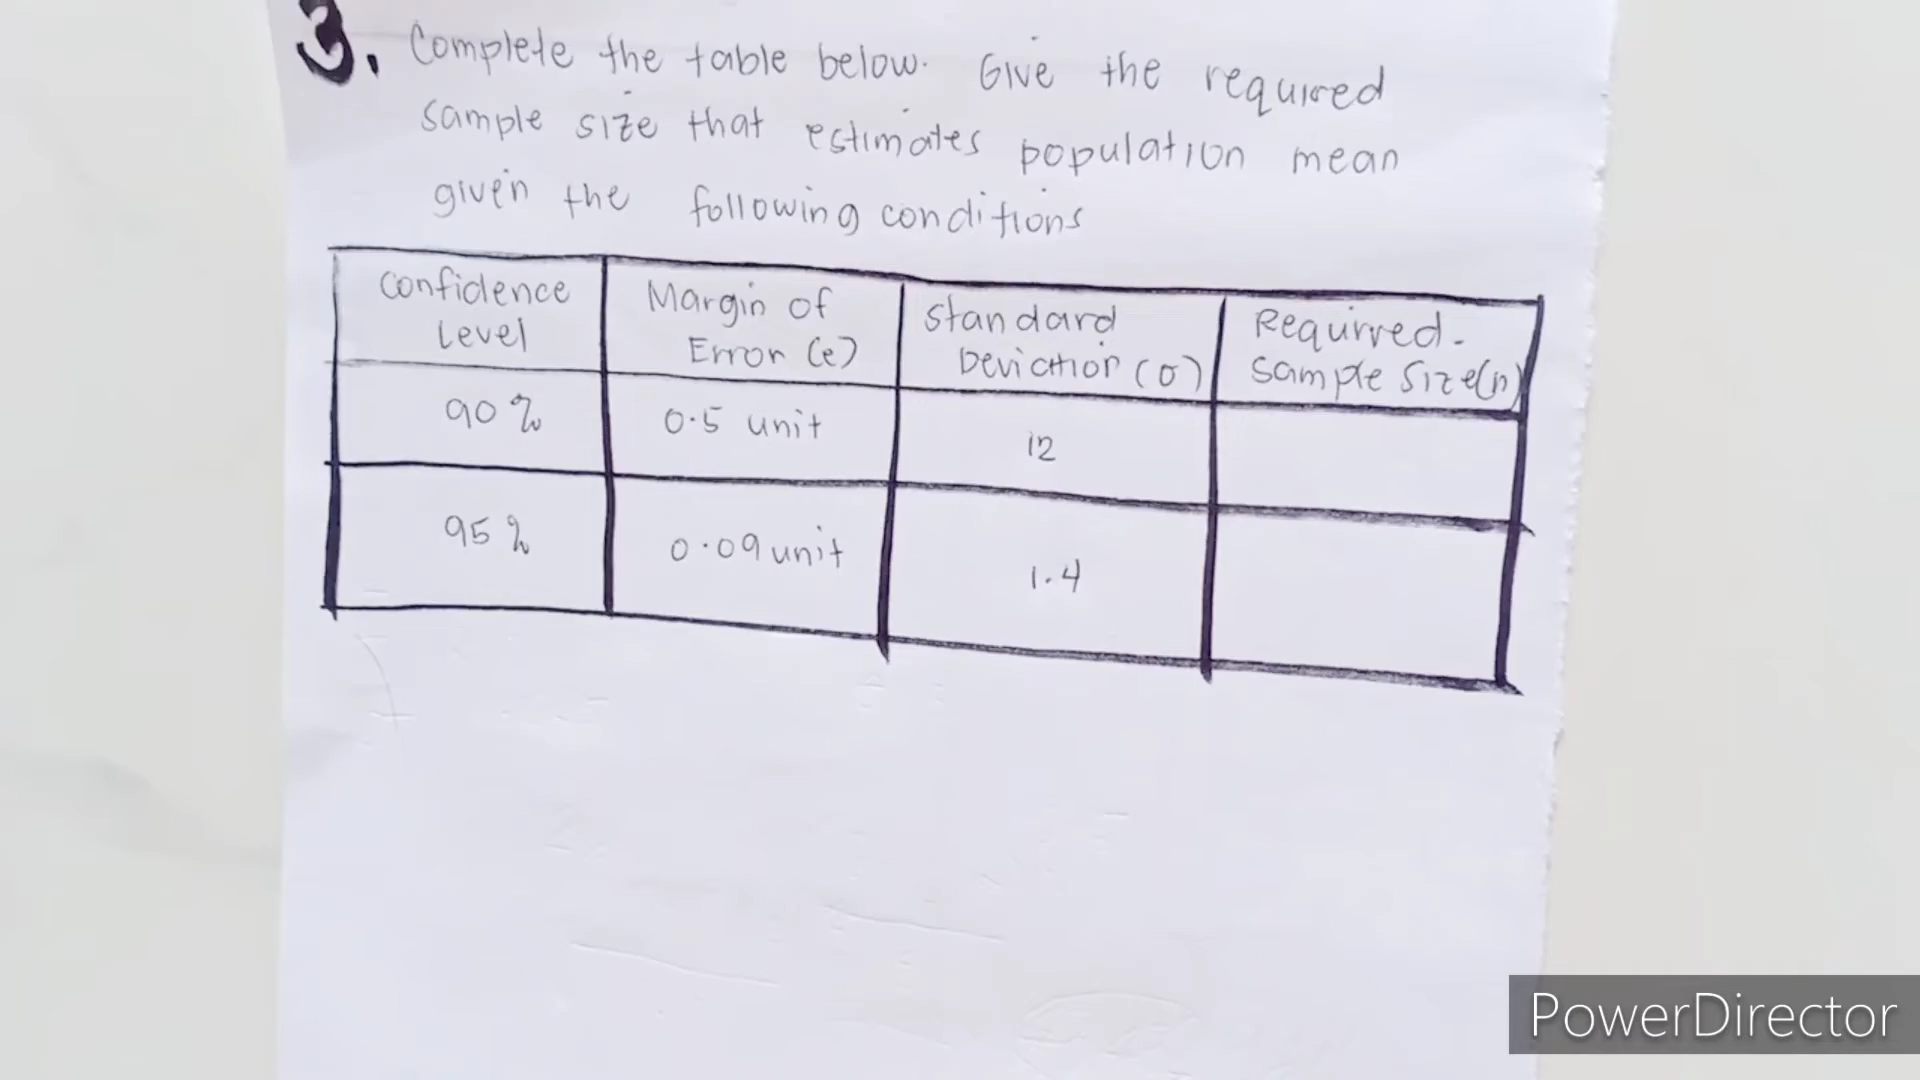 3. Complete the table below. Give the required
sample size that estimates population mean
given the following conditions
Confidence Level
Margin of Error (e)
Standard Deviation (σ)
Required Sample Size(n)
90 %
0.5 unit
12
95 %
0.09 unit
1.4
PowerDirector